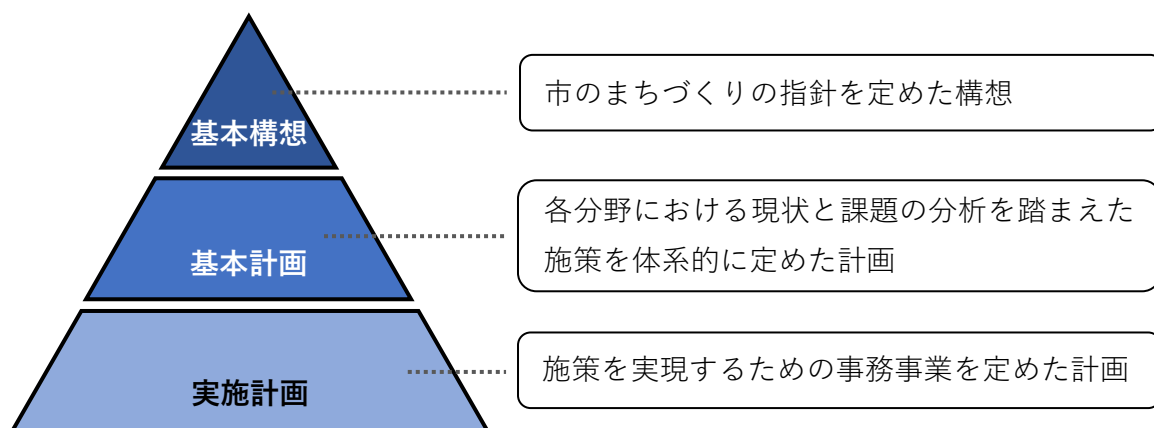 基本構想
市のまちづくりの指針を定めた構想
基本計画
各分野における現状と課題の分析を踏まえた
施策を体系的に定めた計画
実施計画
施策を実現するための事務事業を定めた計画